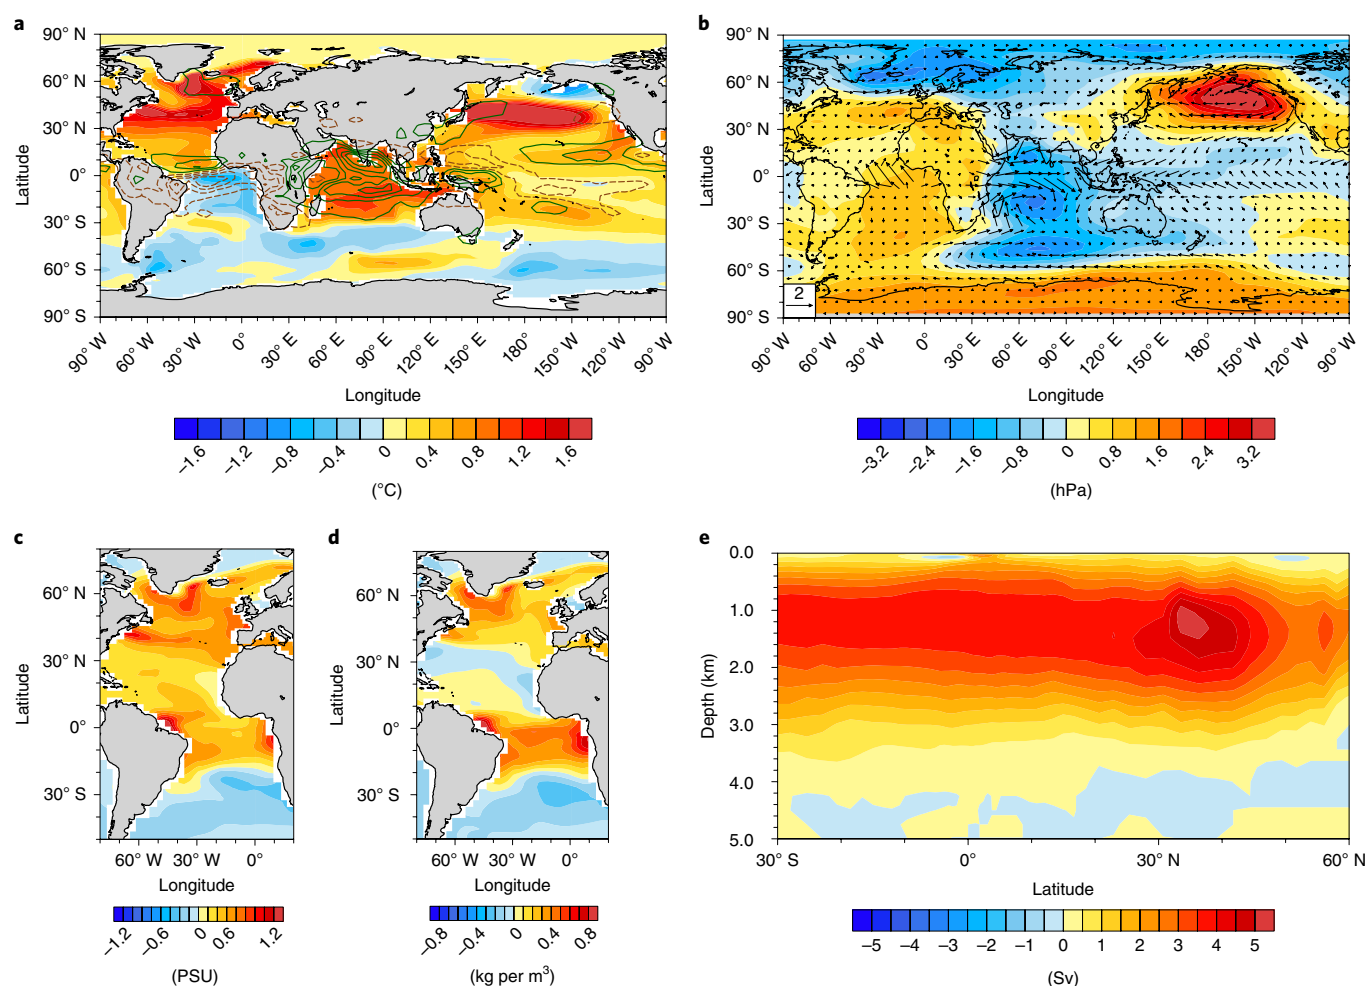 a
90° N
60° N
30° N
0°
30° S
60° S
90° S
Latitude
90° W
60° W
30° W
0°
30° E
60° E
90° E
120° E
150° E
180°
150° W
120° W
90° W
Longitude
−1.6
−1.2
−0.8
−0.4
0
0.4
0.8
1.2
1.6
(°C)
b
90° N
60° N
30° N
0°
30° S
60° S
90° S
Latitude
2
90° W
60° W
30° W
0°
30° E
60° E
90° E
120° E
150° E
180°
150° W
120° W
90° W
Longitude
−3.2
−2.4
−1.6
−0.8
0
0.8
1.6
2.4
3.2
(hPa)
c
60° N
30° N
0°
30° S
Latitude
60° W
30° W
0°
Longitude
−1.2
−0.6
0
0.6
1.2
(PSU)
d
60° N
30° N
0°
30° S
Latitude
60° W
30° W
0°
Longitude
−0.8
−0.4
0
0.4
0.8
(kg per m³)
e
0.0
1.0
2.0
3.0
4.0
5.0
Depth (km)
30° S
0°
30° N
60° N
Latitude
−5
−4
−3
−2
−1
0
1
2
3
4
5
(Sv)